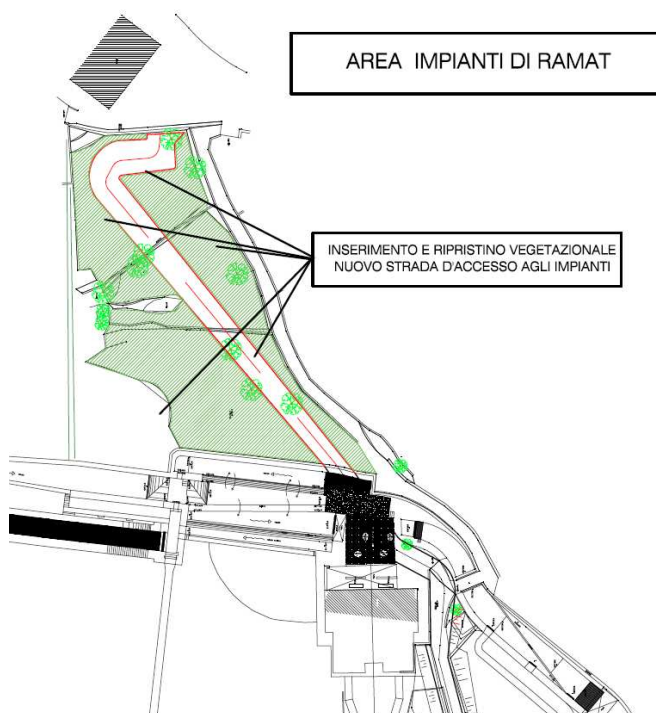 AREA IMPIANTI DI RAMAT
INSERIMENTO E RIPRISTINO VEGETAZIONALE
NUOVO STRADA D'ACCESSO AGLI IMPIANTI